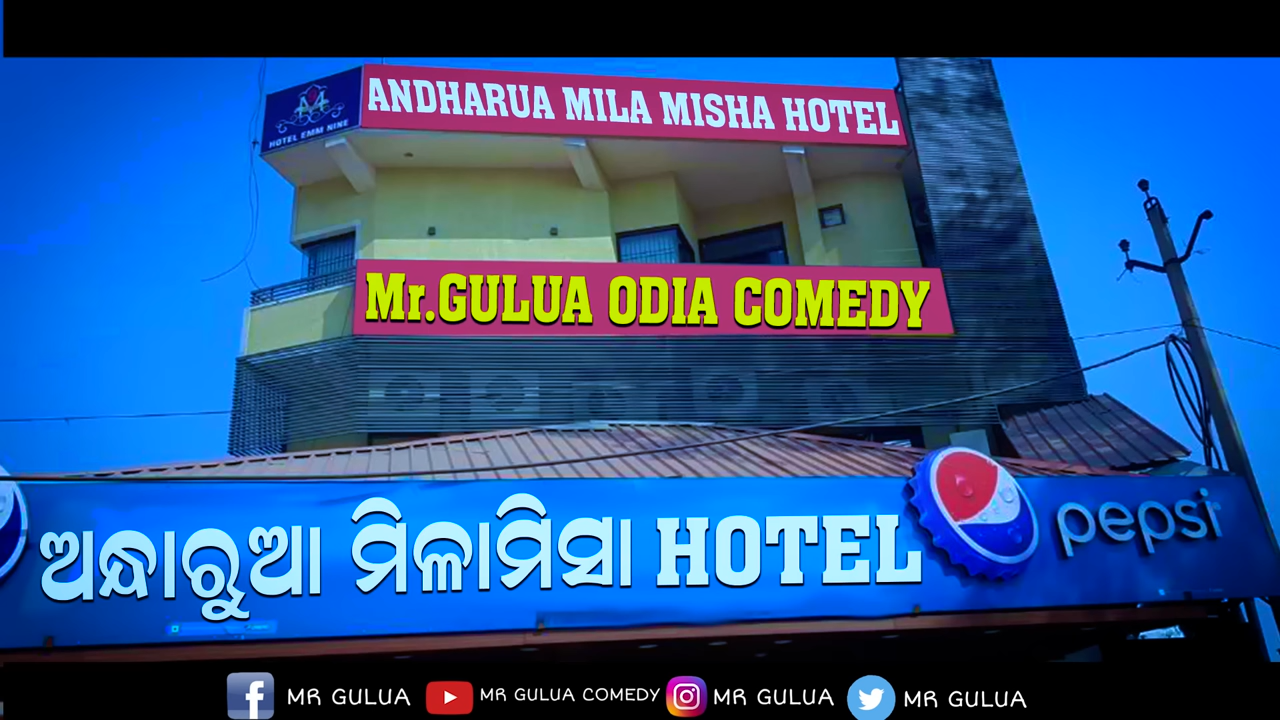 ANDHARUA MILA MISHA HOTEL
HOTEL EMM NINE
Mr.GULUA ODIA COMEDY
ଅନ୍ଧାରୁଆ ମିଳାମିସା HOTEL
pepsi
MR GULUA
MR GULUA COMEDY
MR GULUA
MR GULUA